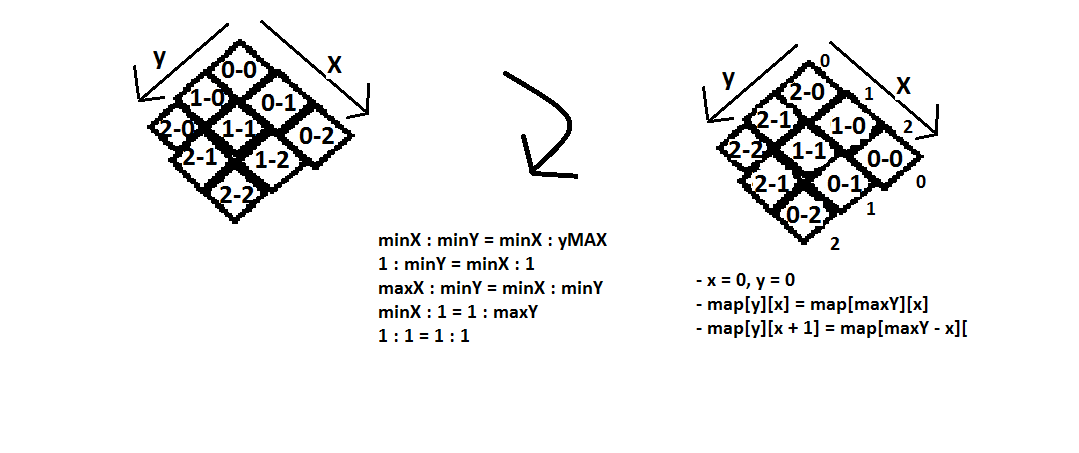 y
X
0-0
1-0
0-1
2-0
1-1
0-2
2-1
1-2
2-2
minX : minY = minX : yMAX
1 : minY = minX : 1
maxX : minY = minX : minY
minX : 1 = 1 : maxY
1 : 1 = 1 : 1
y
X
0
1
2
2-0
2-1
1-0
2-2
1-1
0-0
2-1
0-1
0-2
0
1
2
- x = 0, y = 0
- map[y][x] = map[maxY][x]
- map[y][x + 1] = map[maxY - x][